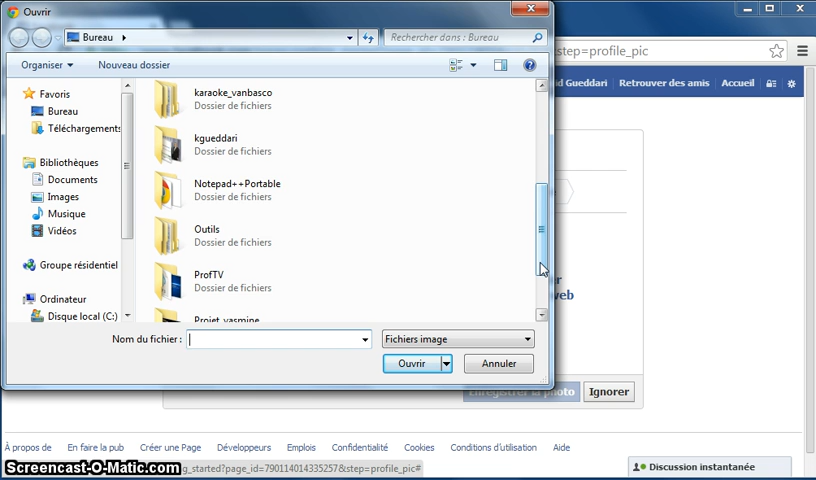 Ouvrir
Bureau
Rechercher dans : Bureau
step=profile_pic
Organiser
Nouveau dossier
Favoris
Bureau
Téléchargements
Bibliothèques
Documents
Images
Musique
Vidéos
Groupe résidentiel
Ordinateur
Disque local (C:)
karaoke_vanbasco
Dossier de fichiers
kgueddari
Dossier de fichiers
Notepad++Portable
Dossier de fichiers
Outils
Dossier de fichiers
ProfTV
Dossier de fichiers
Projet_yasmine
Nom du fichier :
Fichiers image
Ouvrir
Annuler
Gueddari
Retrouver des amis
Accueil
web
Enregistrer la photo
Ignorer
À propos de
En faire la pub
Créer une Page
Développeurs
Emplois
Confidentialité
Cookies
Conditions d'utilisation
Aide
Screencast-O-Matic.com
g_started?page_id=790114014335257&step=profile_pic#
Discussion instantanée